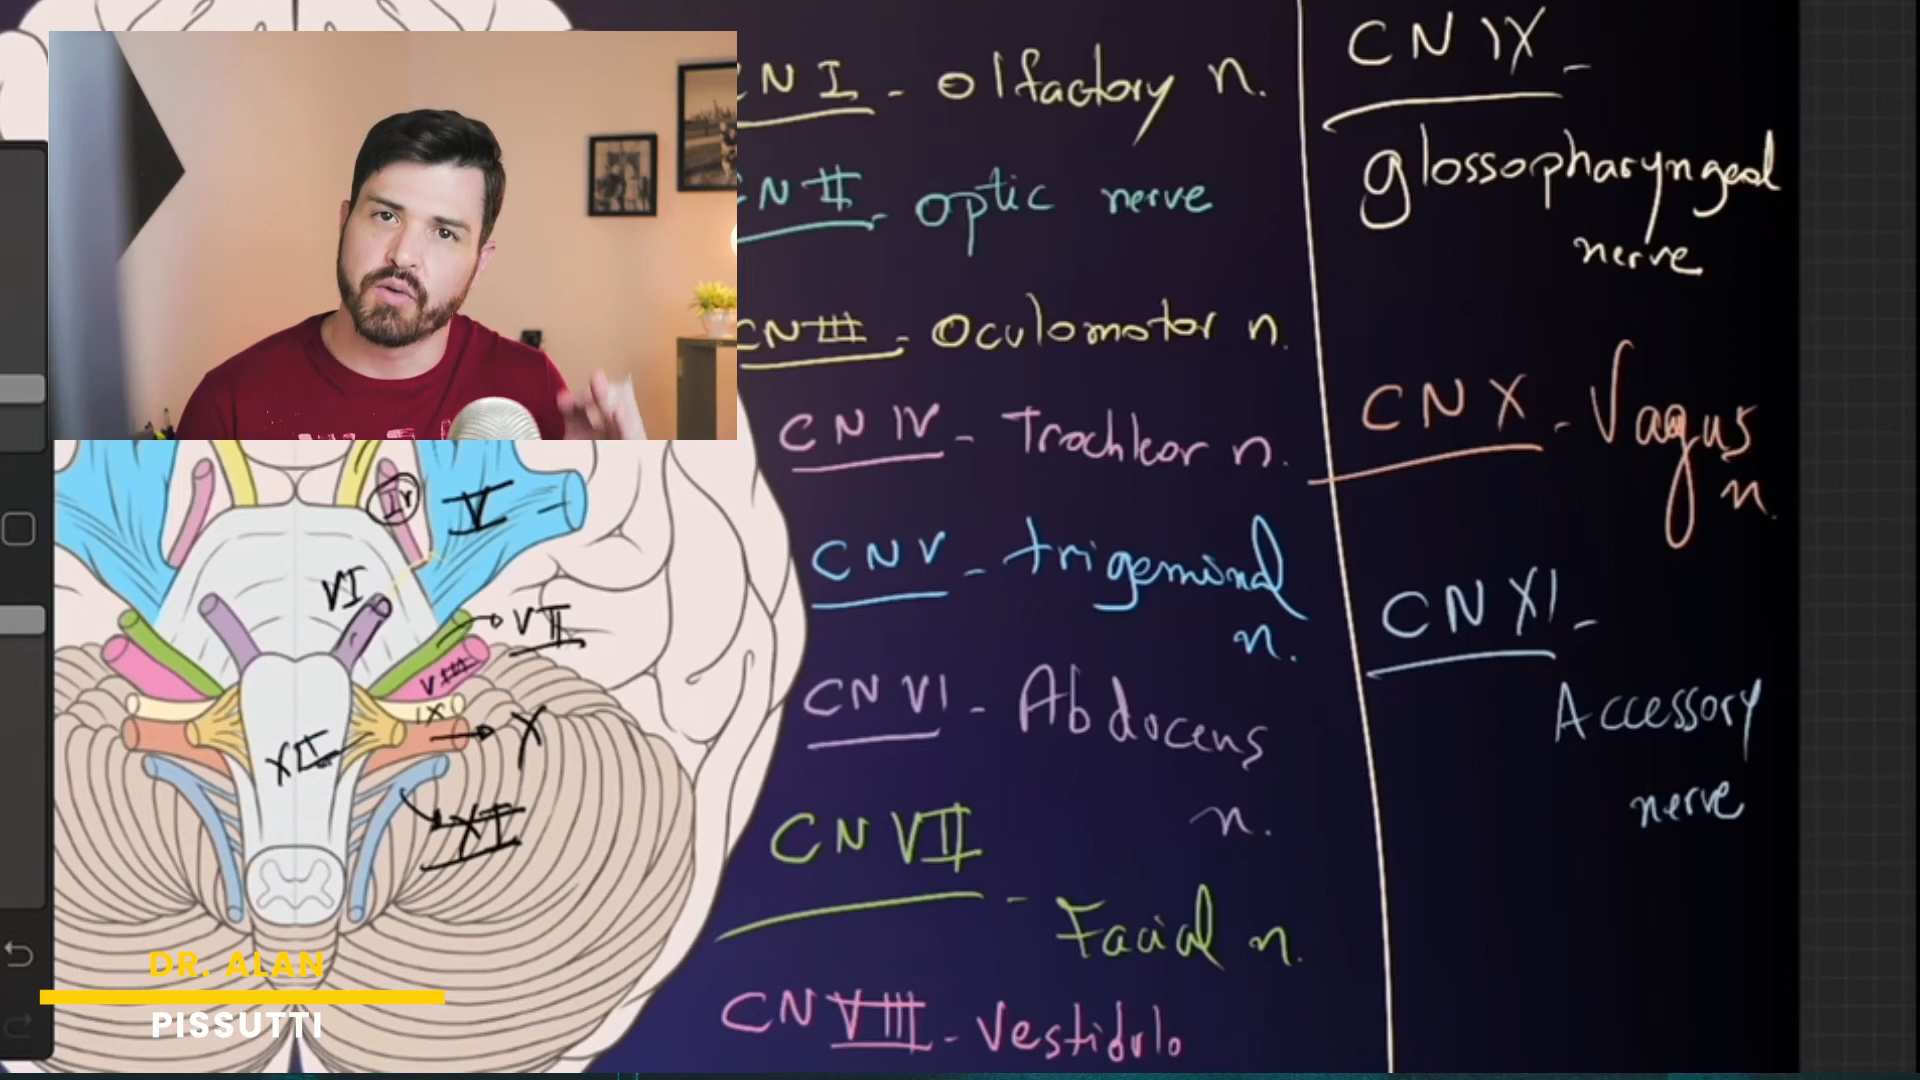 CN I - olfactory n.
CN II - optic nerve
CN III - Oculomotor n.
CN IV - Trochlear n.
CN V - trigeminal
n.
CN VI - Abdocens
n.
CN VII
- Facial n.
CN VIII - Vestibulo
CN IX -
glossopharyngeal
nerve
CN X - Vagus
n.
CN XI -
Accessory
nerve
V
VI
VII
VIII
IX
X
XII
XI
DR. ALAN
PISSUTTI